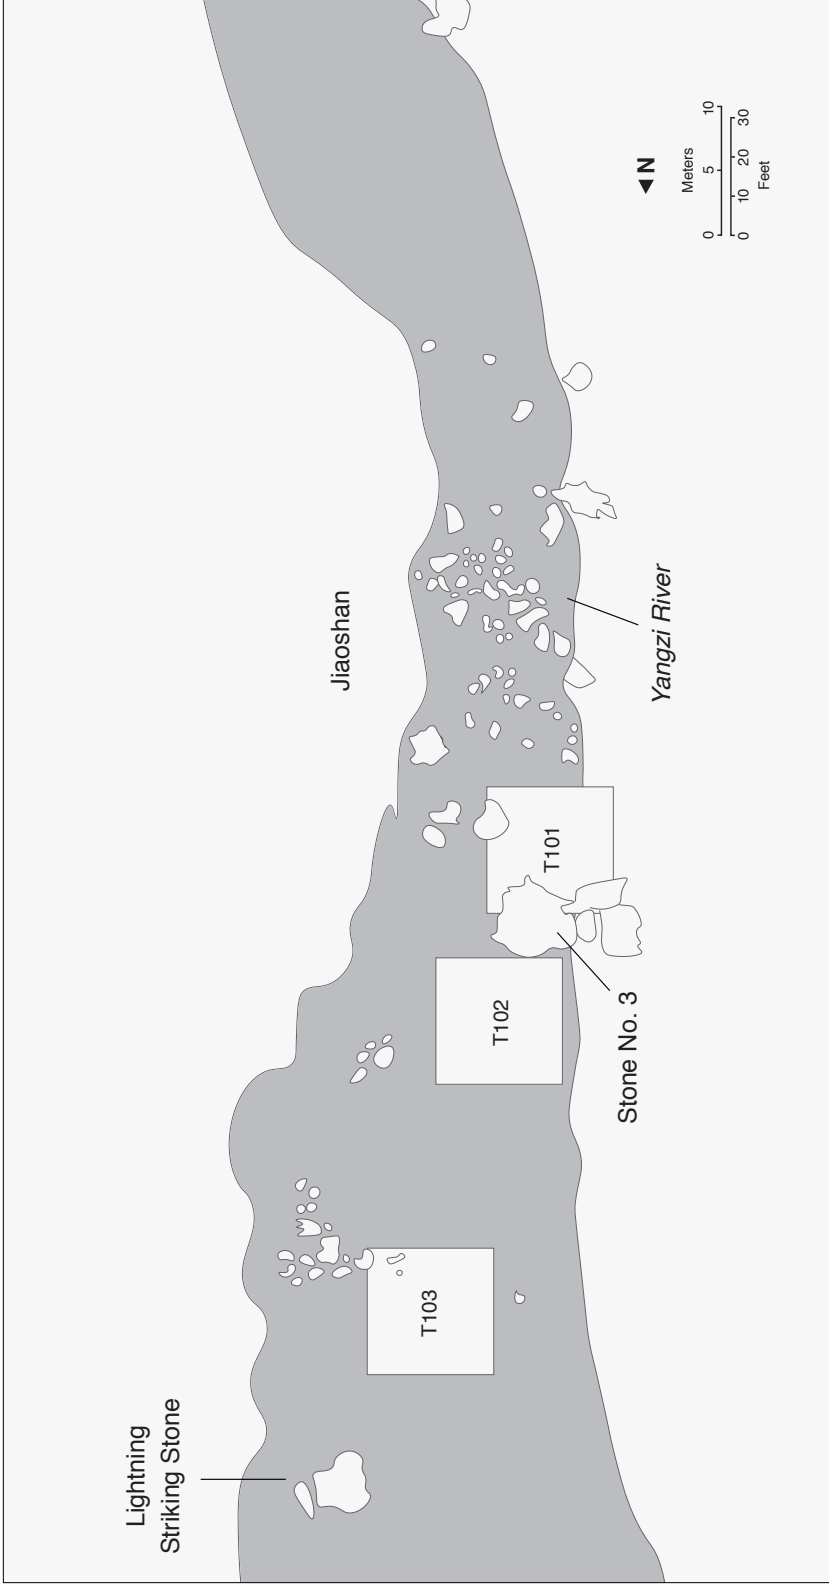 Lightning
Striking Stone
Jiaoshan
T103
T102
T101
Stone No. 3
Yangzi River
N
Meters
0 5 10
0 10 20 30
Feet